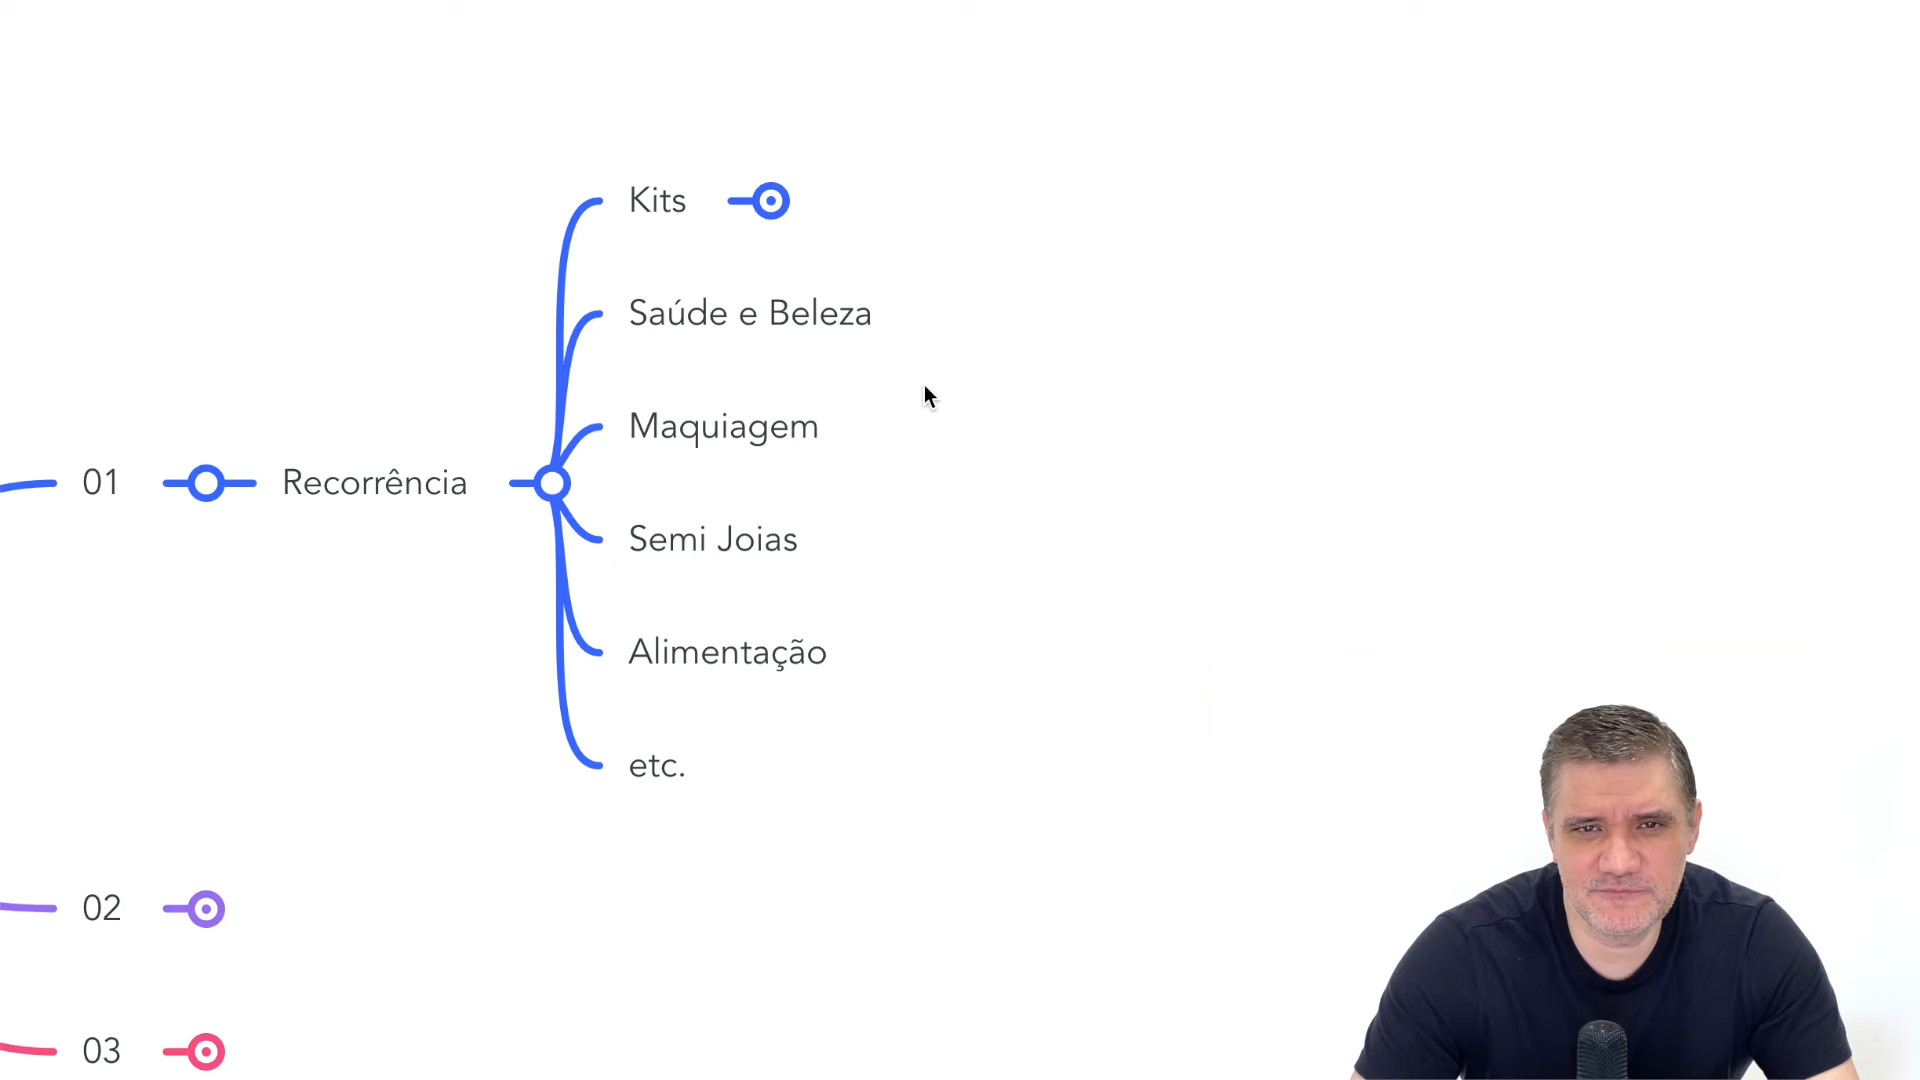 Kits
Saúde e Beleza
Maquiagem
01 Recorrência
Semi Joias
Alimentação
etc.
02
03